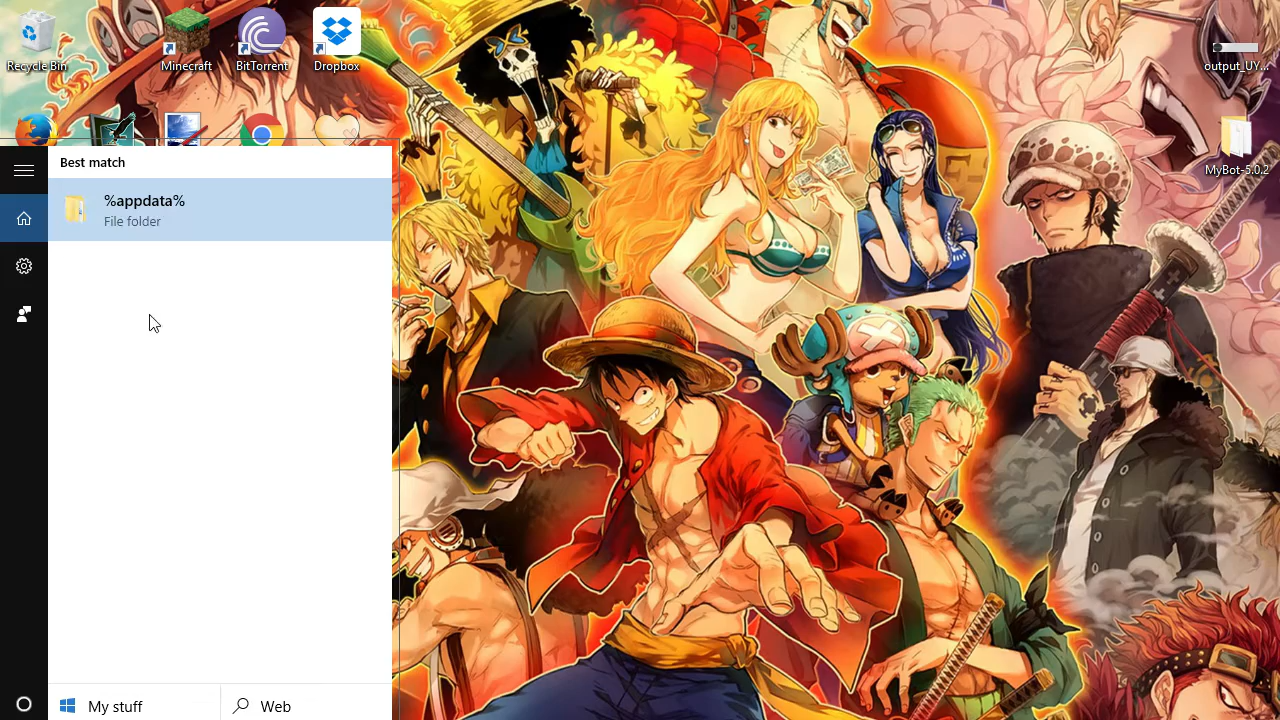 Recycle Bin
Minecraft
BitTorrent
Dropbox
output_UY...
MyBot-5.0.2
Best match
%appdata%
File folder
My stuff
Web